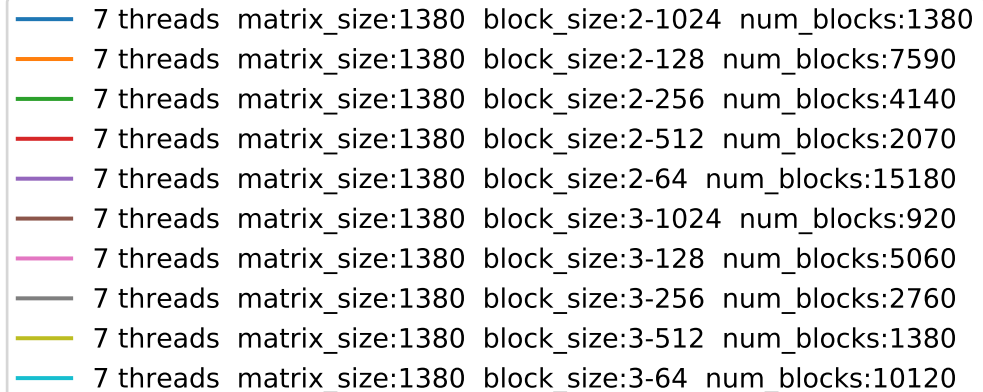 7 threads  matrix_size:1380  block_size:2-1024  num_blocks:1380
7 threads  matrix_size:1380  block_size:2-128  num_blocks:7590
7 threads  matrix_size:1380  block_size:2-256  num_blocks:4140
7 threads  matrix_size:1380  block_size:2-512  num_blocks:2070
7 threads  matrix_size:1380  block_size:2-64  num_blocks:15180
7 threads  matrix_size:1380  block_size:3-1024  num_blocks:920
7 threads  matrix_size:1380  block_size:3-128  num_blocks:5060
7 threads  matrix_size:1380  block_size:3-256  num_blocks:2760
7 threads  matrix_size:1380  block_size:3-512  num_blocks:1380
7 threads  matrix_size:1380  block_size:3-64  num_blocks:10120